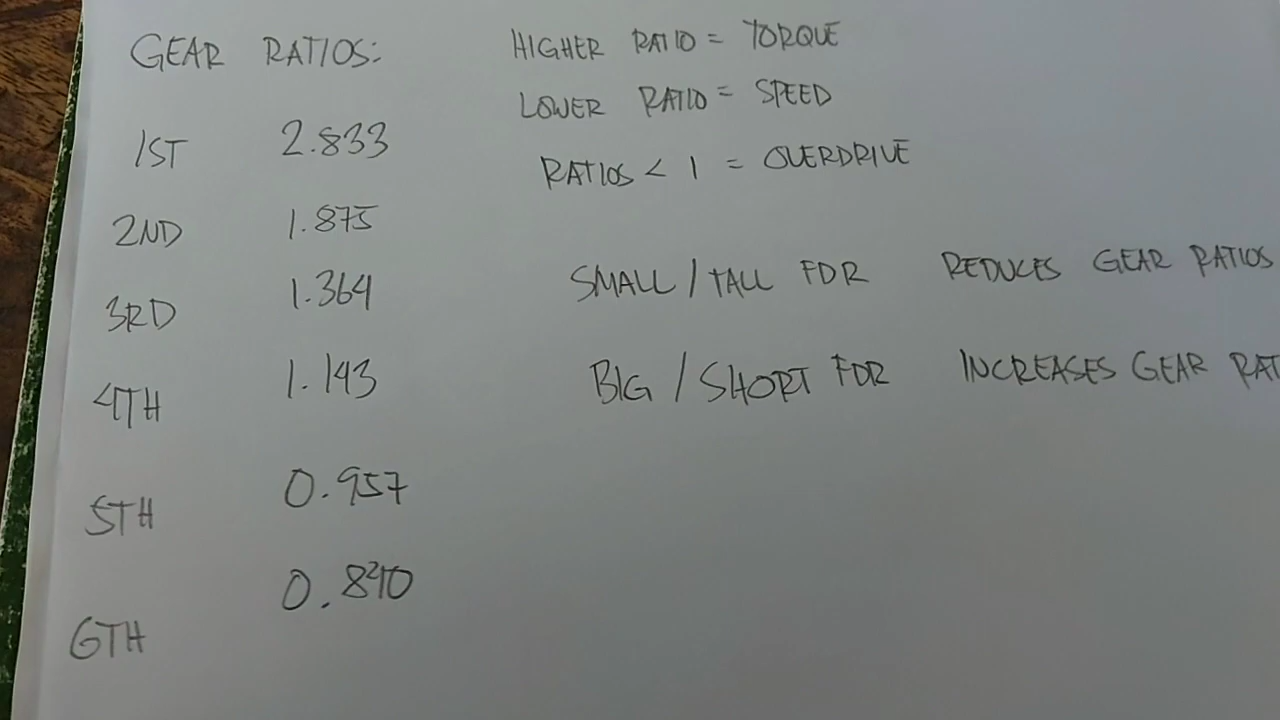 GEAR RATIOS:
1ST 2.833
2ND 1.875
3RD 1.364
4TH 1.143
5TH 0.957
6TH 0.840
HIGHER RATIO = TORQUE
LOWER RATIO = SPEED
RATIOS < 1 = OVERDRIVE
SMALL / TALL FDR REDUCES GEAR RATIOS
BIG / SHORT FDR INCREASES GEAR RAT